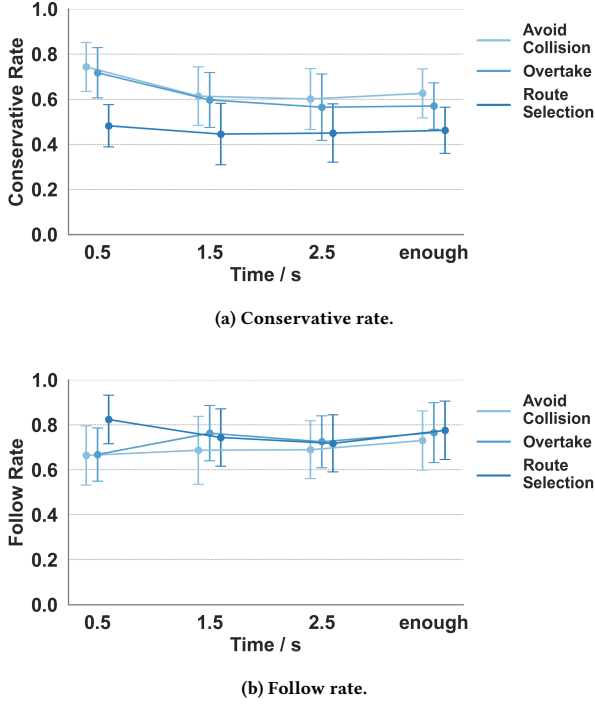 1.0
0.8
0.6
0.4
0.2
0.0
Conservative Rate
0.5 1.5 2.5 enough
Time / s
Avoid
Collision
Overtake
Route
Selection
(a) Conservative rate.
1.0
0.8
0.6
0.4
0.2
0.0
Follow Rate
0.5 1.5 2.5 enough
Time / s
Avoid
Collision
Overtake
Route
Selection
(b) Follow rate.